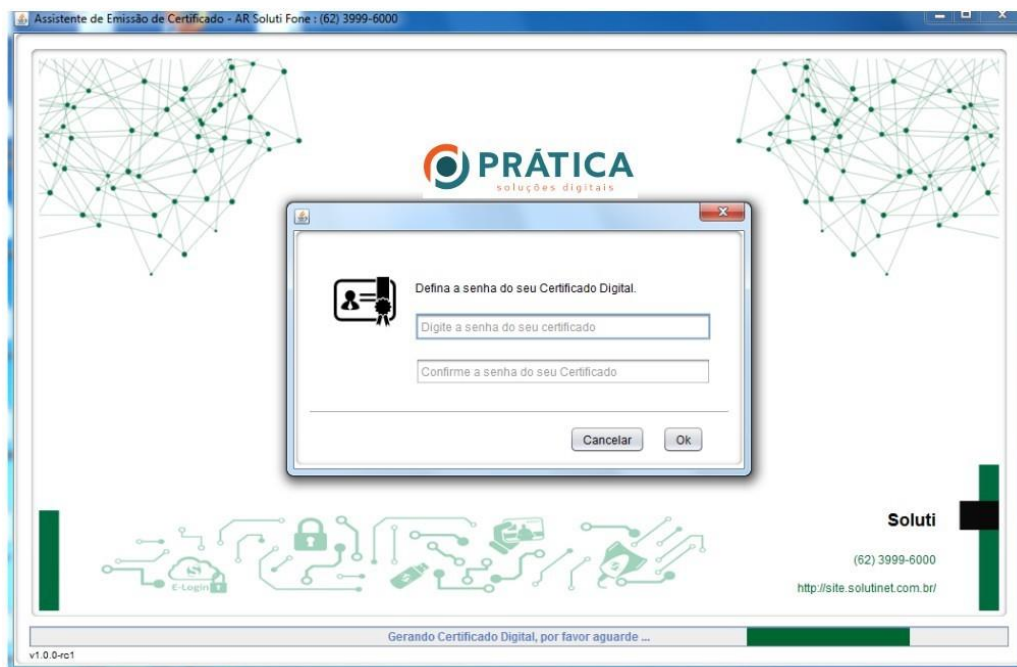 Assistente de Emissão de Certificado - AR Soluti Fone : (62) 3999-6000
PRÁTICA
soluções digitais
Defina a senha do seu Certificado Digital.
Digite a senha do seu certificado
Confirme a senha do seu Certificado
Cancelar
Ok
E-Login
Soluti
(62) 3999-6000
http://site.solutinet.com.br/
Gerando Certificado Digital, por favor aguarde ...
v1.0.0-rc1